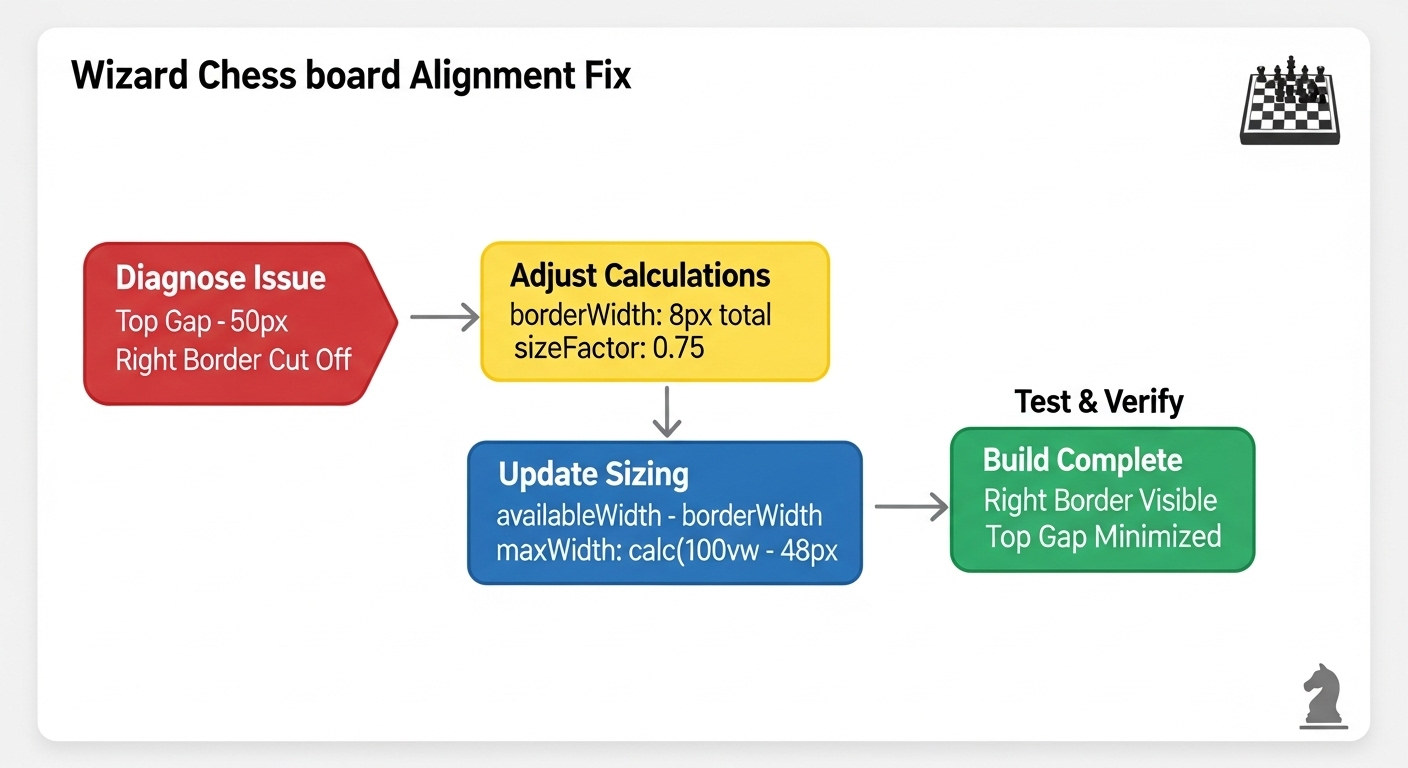 Wizard Chess board Alignment Fix
Diagnose Issue
Top Gap - 50px
Right Border Cut Off
Adjust Calculations
borderWidth: 8px total
sizeFactor: 0.75
Update Sizing
availableWidth - borderWidth
maxWidth: calc(100vw - 48px
Test & Verify
Build Complete
Right Border Visible
Top Gap Minimized